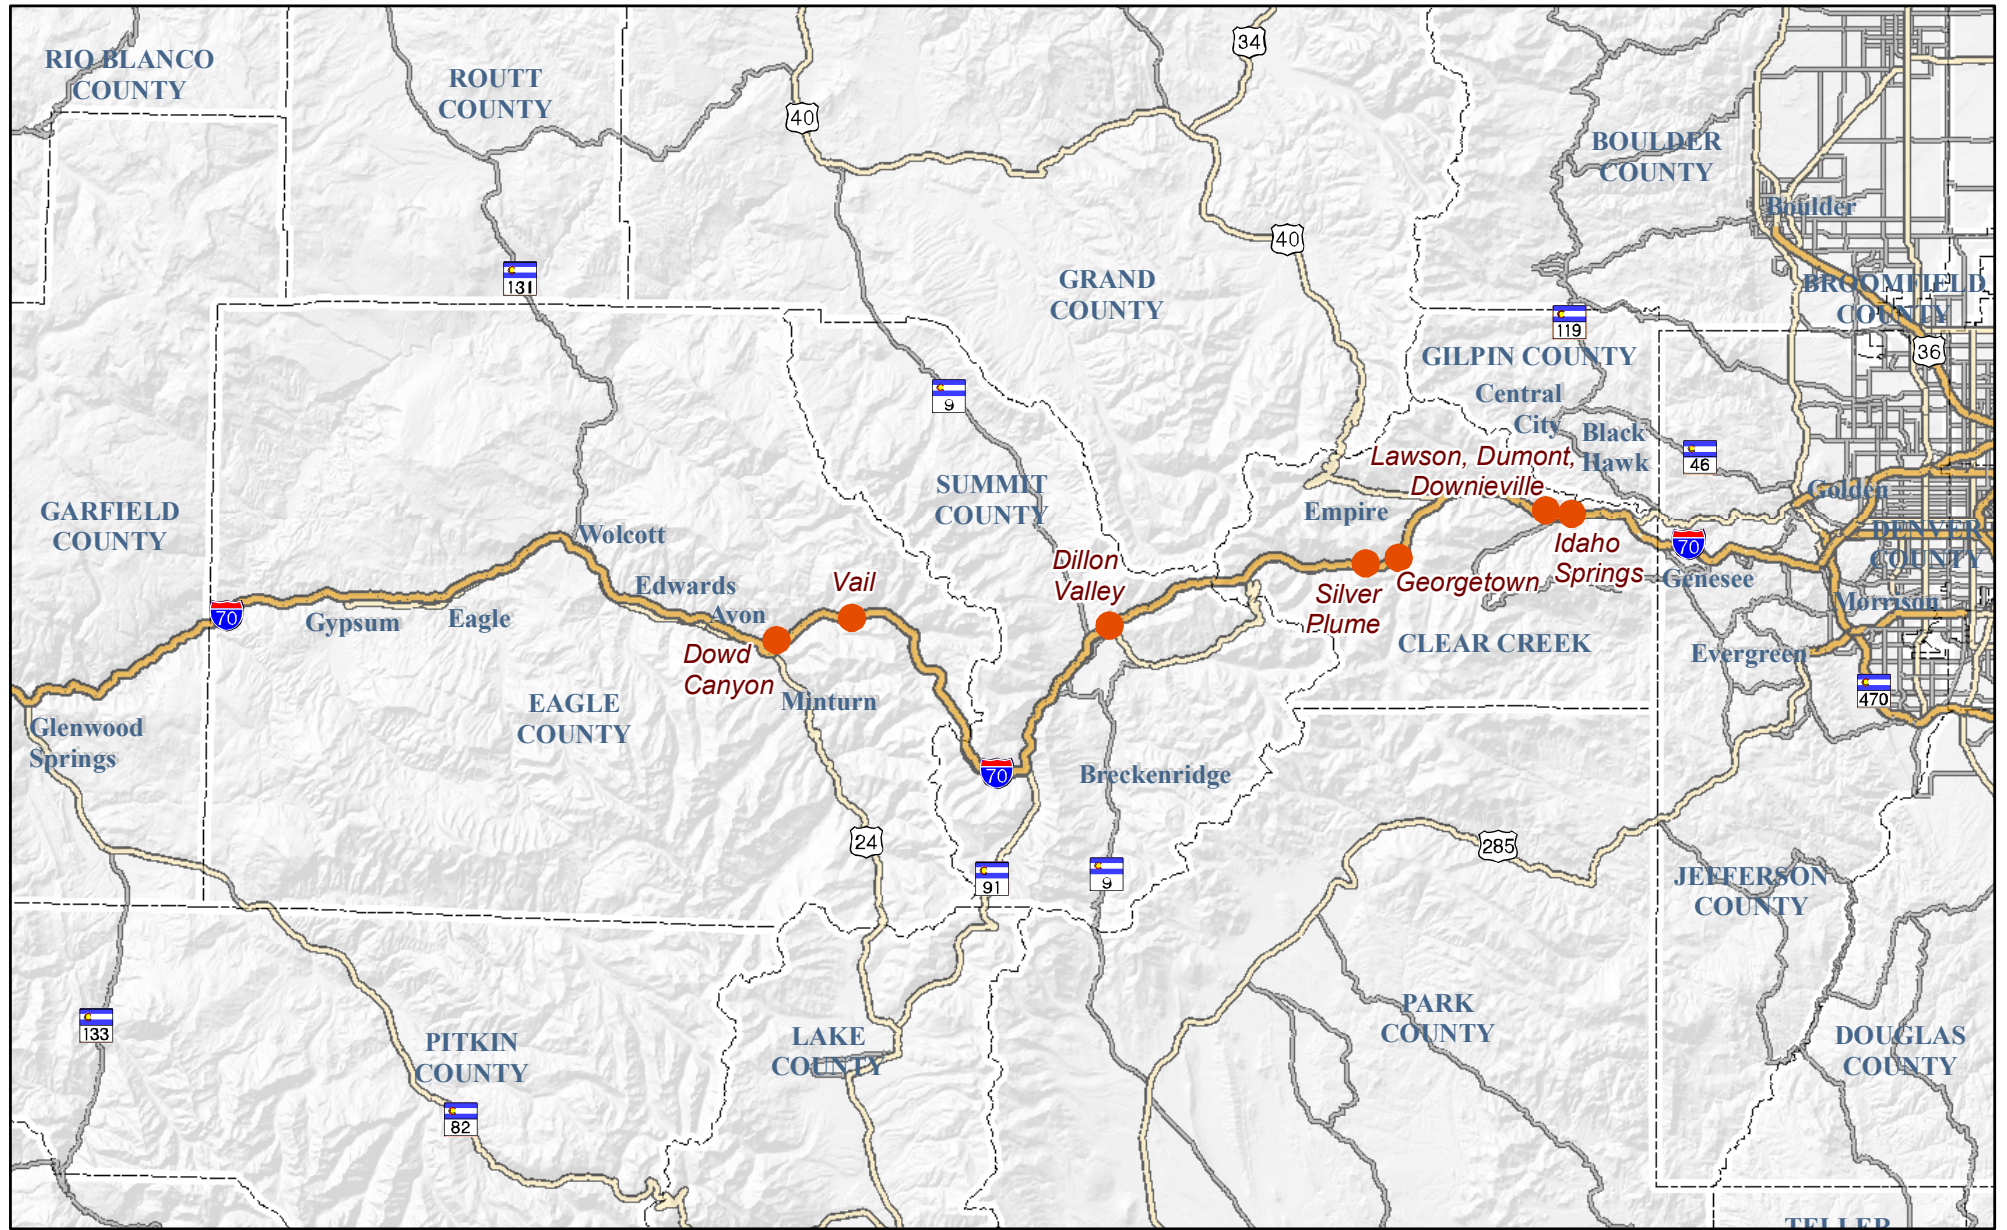 34
RIO BLANCO
COUNTY
ROUTT
COUNTY
40
BOULDER
COUNTY
Boulder
40
131
GRAND
COUNTY
BROOMFIELD
COUNTY
119
36
GILPIN COUNTY
9
Central
City
Black
Hawk
46
Lawson, Dumont,
Downieville
SUMMIT
COUNTY
Golden
GARFIELD
COUNTY
Empire
Wolcott
DENVER
COUNTY
70
Idaho
Springs
Dillon
Valley
Genesee
Edwards
Vail
Georgetown
Silver
Plume
Morrison
70
Gypsum
Eagle
Avon
CLEAR CREEK
Dowd
Canyon
Evergreen
Minturn
470
EAGLE
COUNTY
Glenwood
Springs
70
Breckenridge
24
285
91
9
JEFFERSON
COUNTY
133
PARK
COUNTY
PITKIN
COUNTY
LAKE
COUNTY
DOUGLAS
COUNTY
82
TELLER